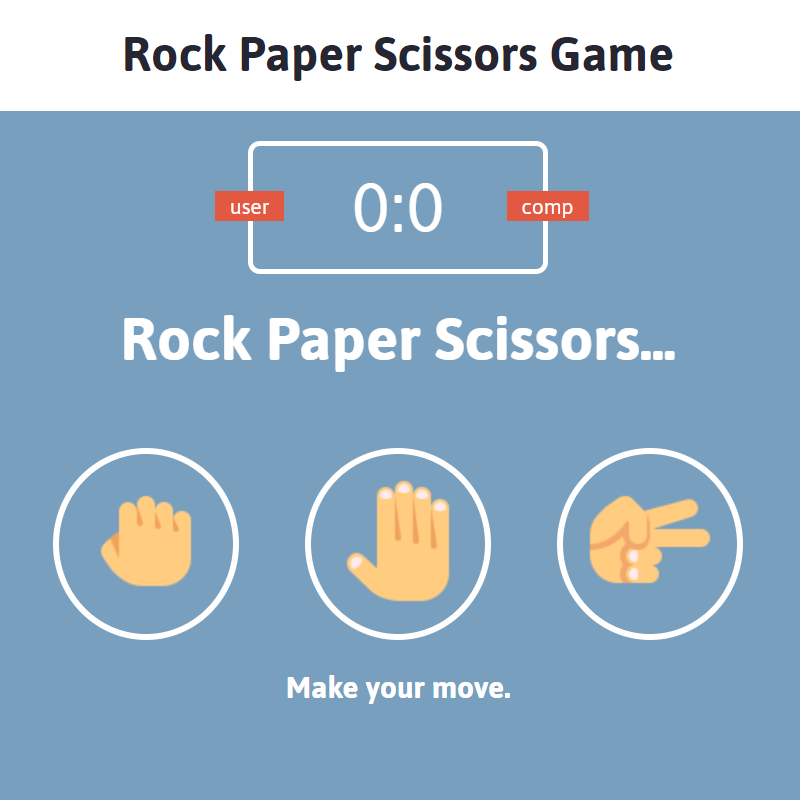 Rock Paper Scissors Game
user
0:0
comp
Rock Paper Scissors...
Make your move.